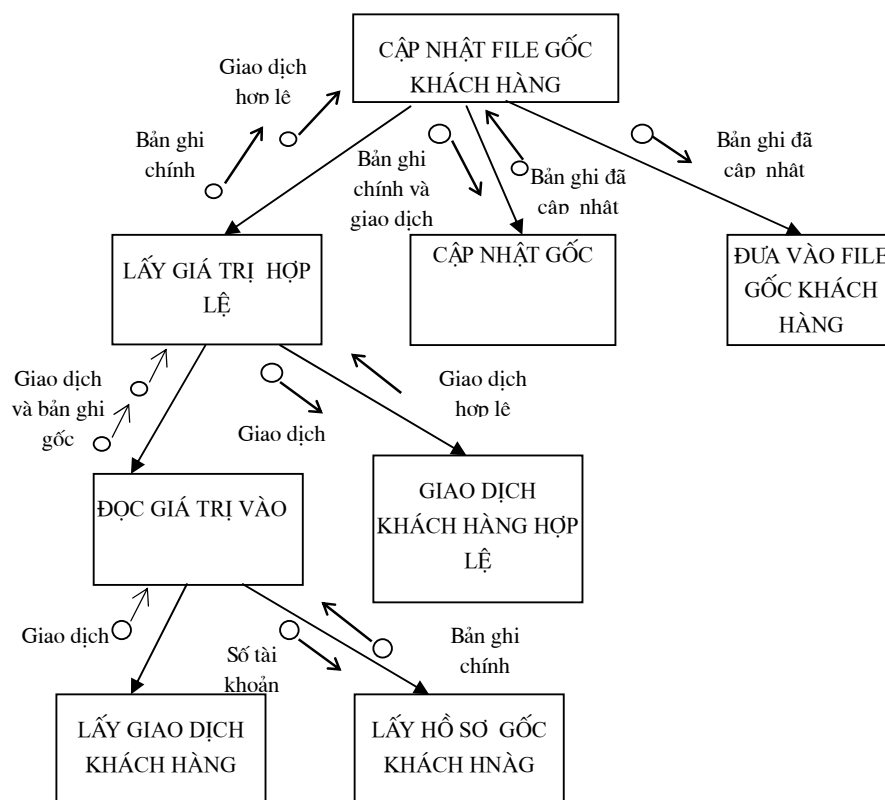 CẬP NHẬT FILE GỐC
KHÁCH HÀNG
Giao dịch
hợp lệ
Bản ghi
chính
Bản ghi
chính và
giao dịch
Bản ghi đã
cập nhật
Bản ghi đã
cập nhật
LẤY GIÁ TRỊ HỢP
LỆ
CẬP NHẬT GỐC
ĐƯA VÀO FILE
GỐC KHÁCH
HÀNG
Giao dịch
và bản ghi
gốc
Giao dịch
Giao dịch
hợp lệ
ĐỌC GIÁ TRỊ VÀO
GIAO DỊCH
KHÁCH HÀNG HỢP
LỆ
Giao dịch
Số tài
khoản
Bản ghi
chính
LẤY GIAO DỊCH
KHÁCH HÀNG
LẤY HỒ SƠ GỐC
KHÁCH HNÀG